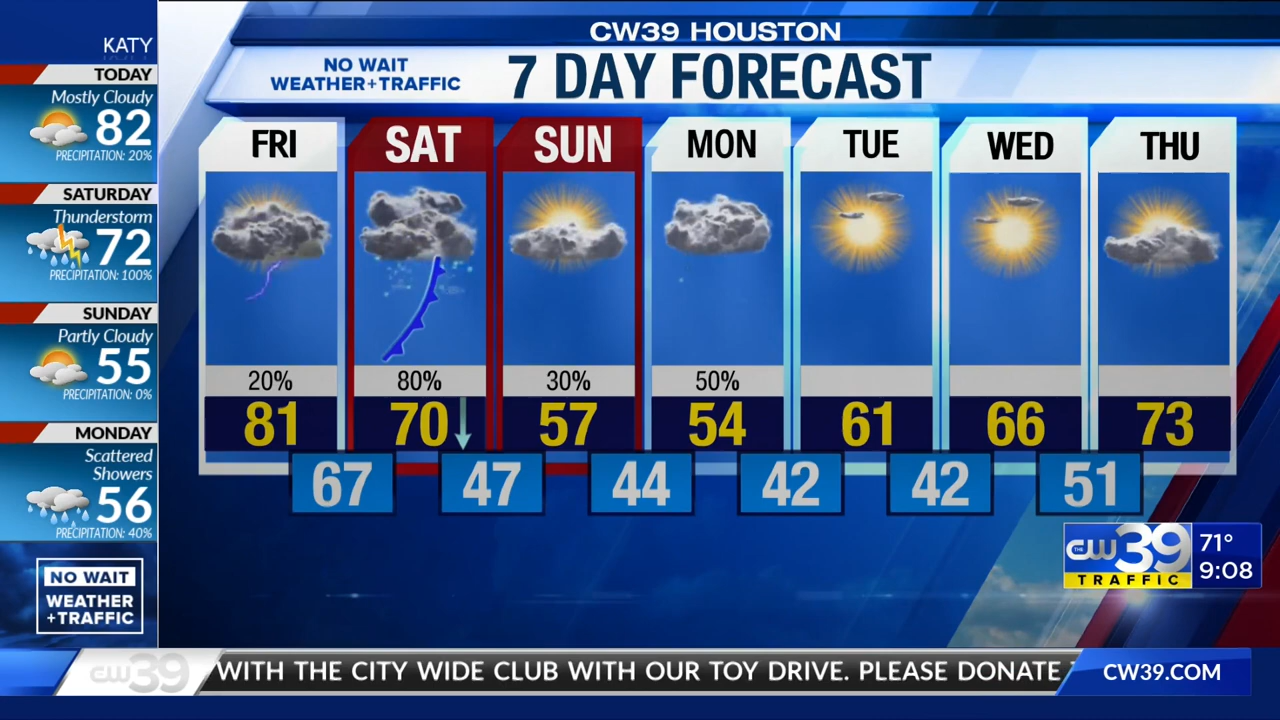 KATY
TODAY
Mostly Cloudy
82
PRECIPITATION: 20%
SATURDAY
Thunderstorm
72
PRECIPITATION: 100%
SUNDAY
Partly Cloudy
55
PRECIPITATION: 0%
MONDAY
Scattered
Showers
56
PRECIPITATION: 40%
NO WAIT
WEATHER
+TRAFFIC
CW39 HOUSTON
NO WAIT
WEATHER+TRAFFIC
7 DAY FORECAST
FRI SAT SUN MON TUE WED THU
20% 80% 30% 50%
81 70 57 54 61 66 73
67 47 44 42 42 51
THE CW39
TRAFFIC
71°
9:08
CW39
WITH THE CITY WIDE CLUB WITH OUR TOY DRIVE. PLEASE DONATE
CW39.COM